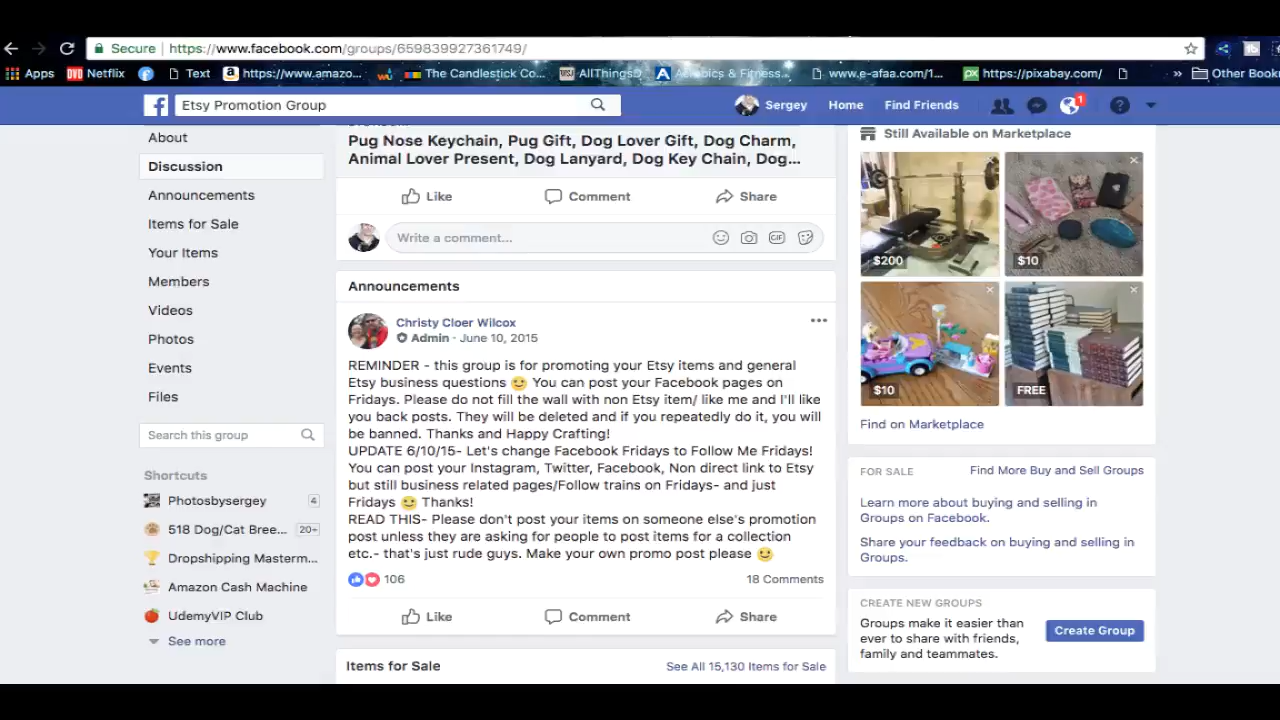 Secure https://www.facebook.com/groups/659839927361749/
Apps Netflix Text https://www.amazo... The Candlestick Co... AllThingsD Aerobics & Fitness... www.e-afaa.com/1... https://pixabay.com/ » Other Book
Etsy Promotion Group Sergey Home Find Friends 1
About
Discussion
Announcements
Items for Sale
Your Items
Members
Videos
Photos
Events
Files
Search this group
Shortcuts
Photosbysergey 4
518 Dog/Cat Bree... 20+
Dropshipping Masterm...
Amazon Cash Machine
UdemyVIP Club
See more
Pug Nose Keychain, Pug Gift, Dog Lover Gift, Dog Charm,
Animal Lover Present, Dog Lanyard, Dog Key Chain, Dog...
Like Comment Share
Write a comment... GIF
Announcements
Christy Cloer Wilcox
Admin · June 10, 2015
REMINDER - this group is for promoting your Etsy items and general
Etsy business questions 😀 You can post your Facebook pages on
Fridays. Please do not fill the wall with non Etsy item/ like me and I'll like
you back posts. They will be deleted and if you repeatedly do it, you will
be banned. Thanks and Happy Crafting!
UPDATE 6/10/15- Let's change Facebook Fridays to Follow Me Fridays!
You can post your Instagram, Twitter, Facebook, Non direct link to Etsy
but still business related pages/Follow trains on Fridays- and just
Fridays 😀 Thanks!
READ THIS- Please don't post your items on someone else's promotion
post unless they are asking for people to post items for a collection
etc.- that's just rude guys. Make your own promo post please 😀
106 18 Comments
Like Comment Share
Items for Sale See All 15,130 Items for Sale
Still Available on Marketplace
$200 $10
$10 FREE
Find on Marketplace
FOR SALE Find More Buy and Sell Groups
Learn more about buying and selling in
Groups on Facebook.
Share your feedback on buying and selling in
Groups.
CREATE NEW GROUPS
Groups make it easier than
ever to share with friends,
family and teammates.
Create Group